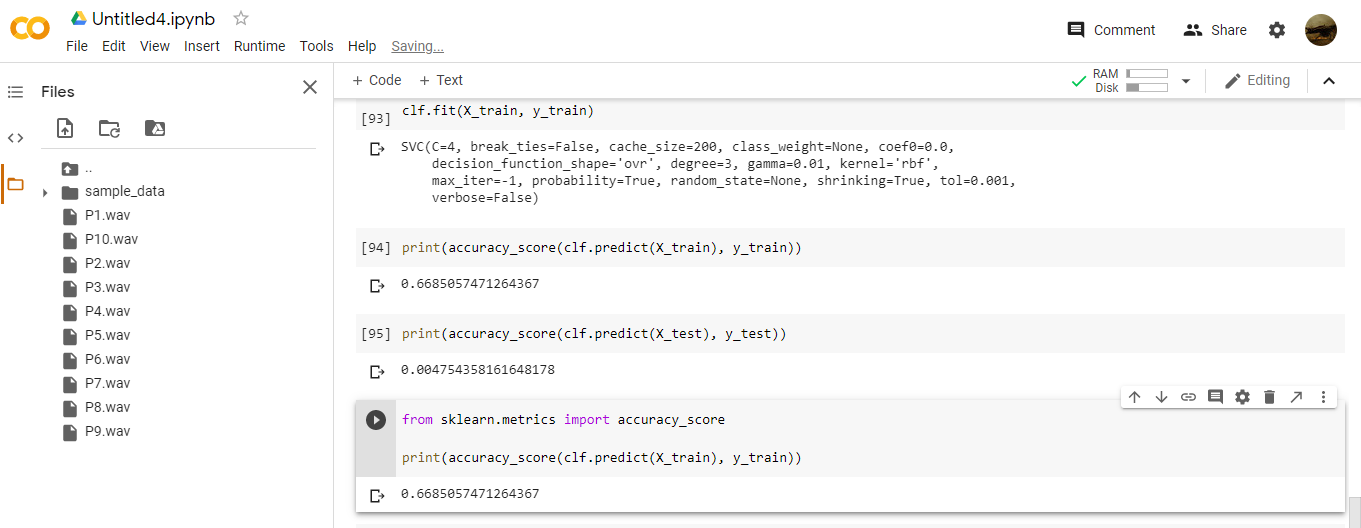 Untitled4.ipynb
File Edit View Insert Runtime Tools Help Saving...
Comment Share
Files
+ Code + Text
RAM
Disk
Editing
..
sample_data
P1.wav
P10.wav
P2.wav
P3.wav
P4.wav
P5.wav
P6.wav
P7.wav
P8.wav
P9.wav
[93] clf.fit(X_train, y_train)
SVC(C=4, break_ties=False, cache_size=200, class_weight=None, coef0=0.0,
decision_function_shape='ovr', degree=3, gamma=0.01, kernel='rbf',
max_iter=-1, probability=True, random_state=None, shrinking=True, tol=0.001,
verbose=False)
[94] print(accuracy_score(clf.predict(X_train), y_train))
0.6685057471264367
[95] print(accuracy_score(clf.predict(X_test), y_test))
0.004754358161648178
from sklearn.metrics import accuracy_score
print(accuracy_score(clf.predict(X_train), y_train))
0.6685057471264367